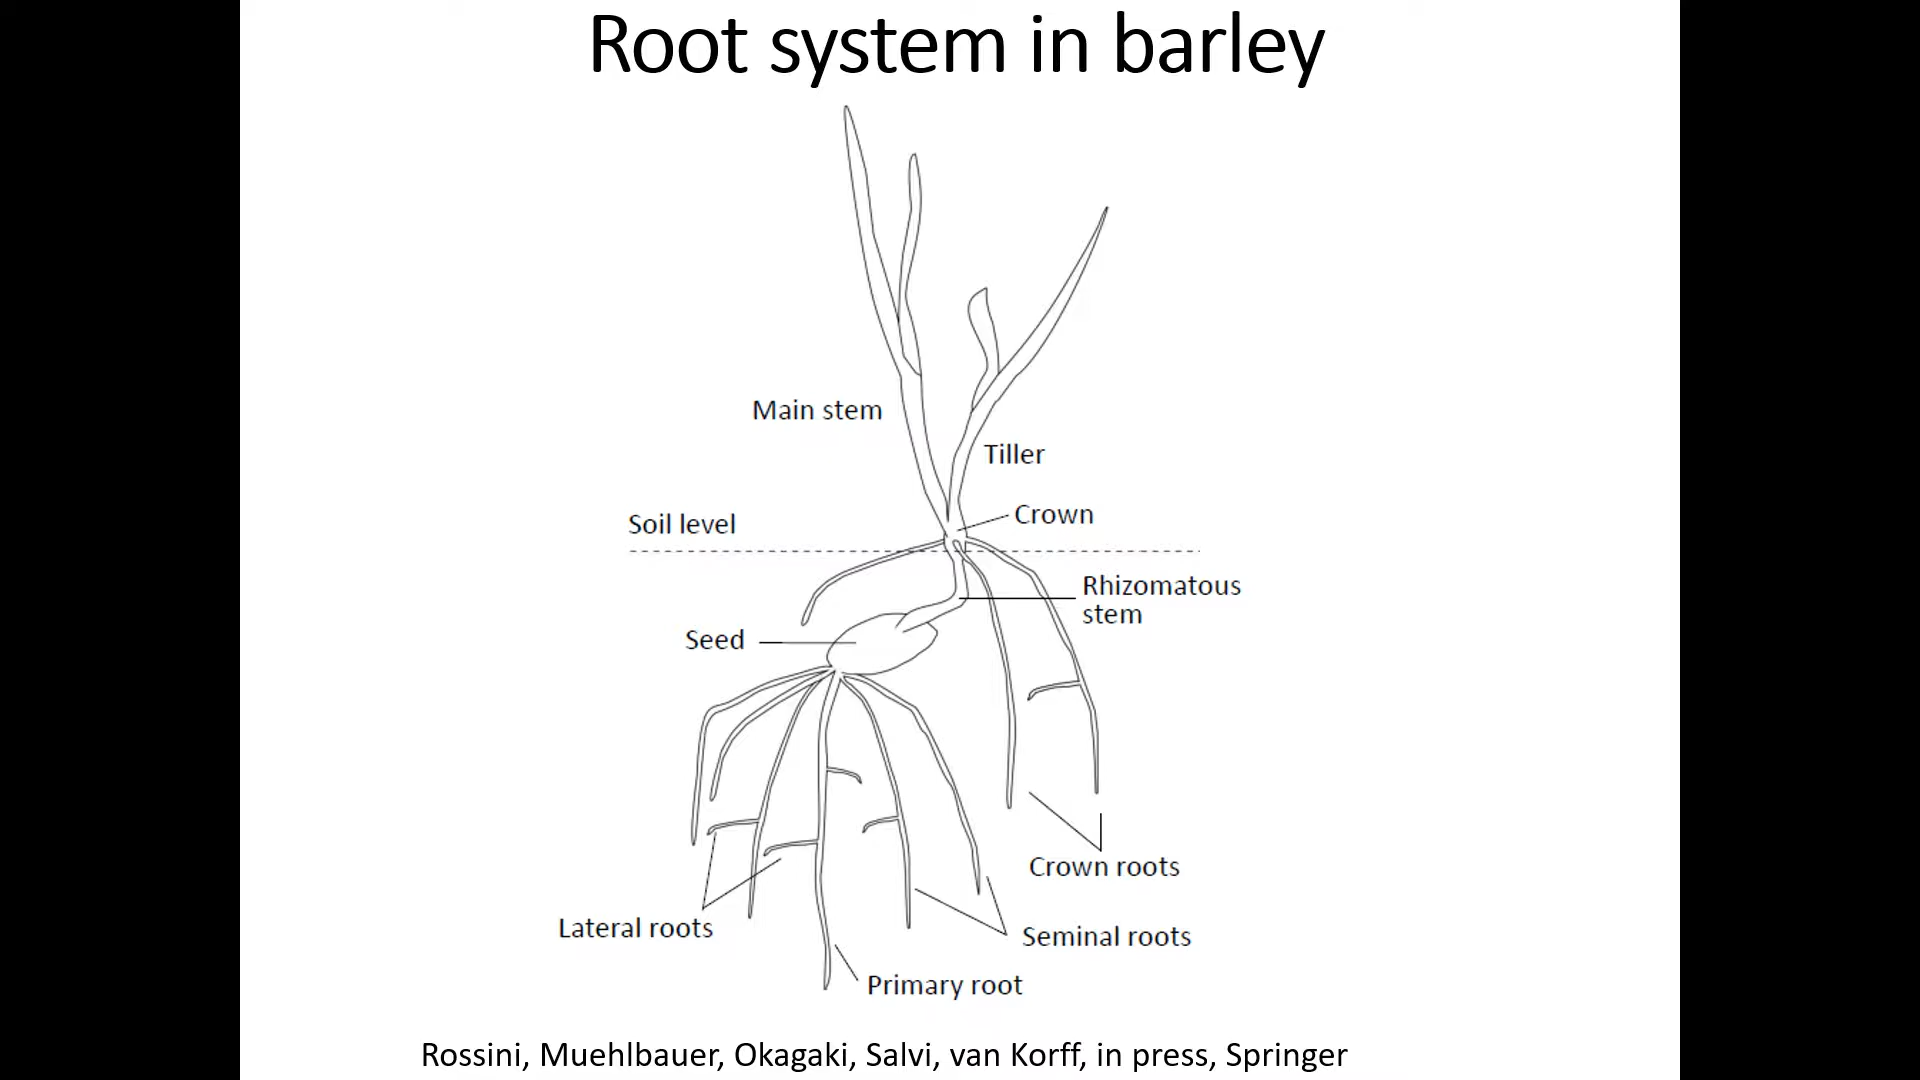 Root system in barley
Main stem
Tiller
Crown
Soil level
Rhizomatous
stem
Seed
Crown roots
Lateral roots
Seminal roots
Primary root
Rossini, Muehlbauer, Okagaki, Salvi, van Korff, in press, Springer